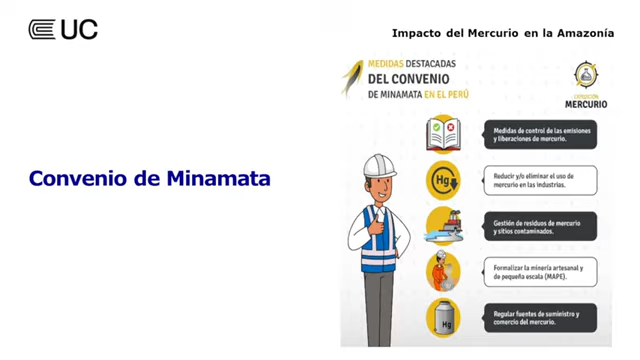 UC
Impacto del Mercurio en la Amazonía
Convenio de Minamata
MEDIDAS DESTACADAS
DEL CONVENIO
DE MINAMATA EN EL PERÚ
EXPEDICIÓN
MERCURIO
Medidas de control de las emisiones
y liberaciones de mercurio.
Hg
Reducir y/o eliminar el uso de
mercurio en las industrias.
Gestión de residuos de mercurio
y sitios contaminados.
Formalizar la minería artesanal y
de pequeña escala (MAPE).
Hg
Regular fuentes de suministro y
comercio del mercurio.